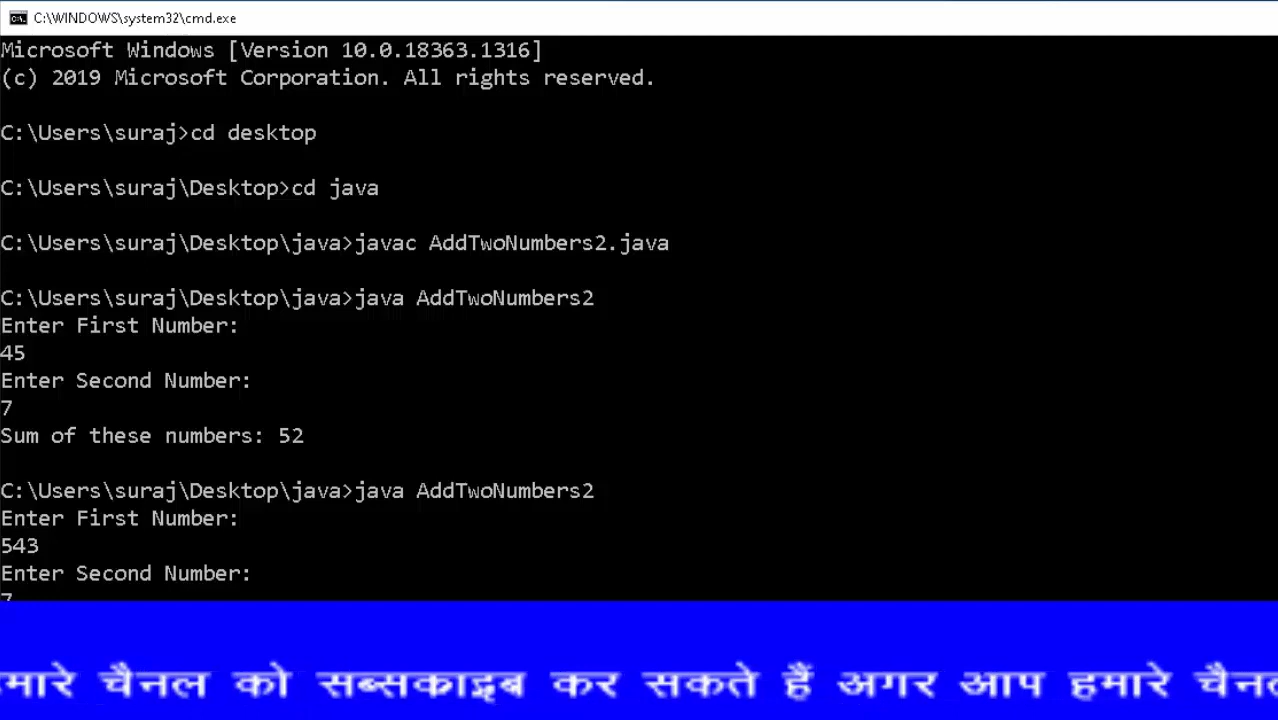 C:\WINDOWS\system32\cmd.exe
Microsoft Windows [Version 10.0.18363.1316]
(c) 2019 Microsoft Corporation. All rights reserved.
C:\Users\suraj>cd desktop
C:\Users\suraj\Desktop>cd java
C:\Users\suraj\Desktop\java>javac AddTwoNumbers2.java
C:\Users\suraj\Desktop\java>java AddTwoNumbers2
Enter First Number:
45
Enter Second Number:
7
Sum of these numbers: 52
C:\Users\suraj\Desktop\java>java AddTwoNumbers2
Enter First Number:
543
Enter Second Number:
हमारे चैनल को सब्सकाइब कर सकते हैं अगर आप हमारे चैनल